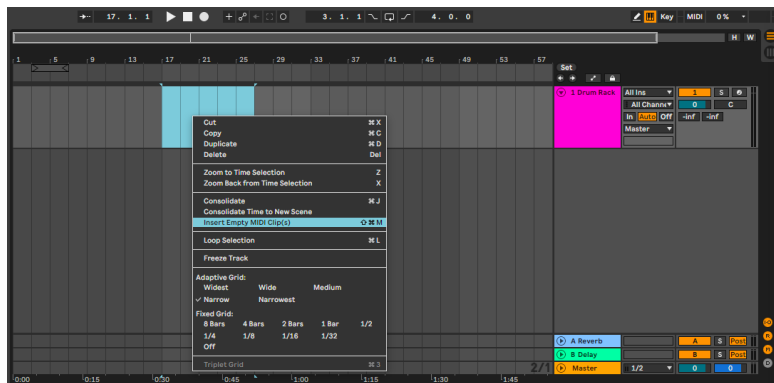 17. 1. 1 3. 1. 1 4. 0. 0 Key MIDI 0%
H W
1 5 9 13 17 21 25 29 33 37 41 45 49 53 57
Set
1 Drum Rack All Ins 1 S
All Channe 0 C
In Auto Off -inf -inf
Master
Cut ⌘X
Copy ⌘C
Duplicate ⌘D
Delete Del
Zoom to Time Selection Z
Zoom Back from Time Selection X
Consolidate ⌘J
Consolidate Time to New Scene
Insert Empty MIDI Clip(s) ⇧⌘M
Loop Selection ⌘L
Freeze Track
Adaptive Grid:
Widest Wide Medium
✓ Narrow Narrowest
Fixed Grid:
8 Bars 4 Bars 2 Bars 1 Bar 1/2
1/4 1/8 1/16 1/32
Off
Triplet Grid ⌘3
A Reverb A S Post
B Delay B S Post
2/1 Master 1/2 0 0
0:00 0:15 0:30 0:45 1:00 1:15 1:30 1:45